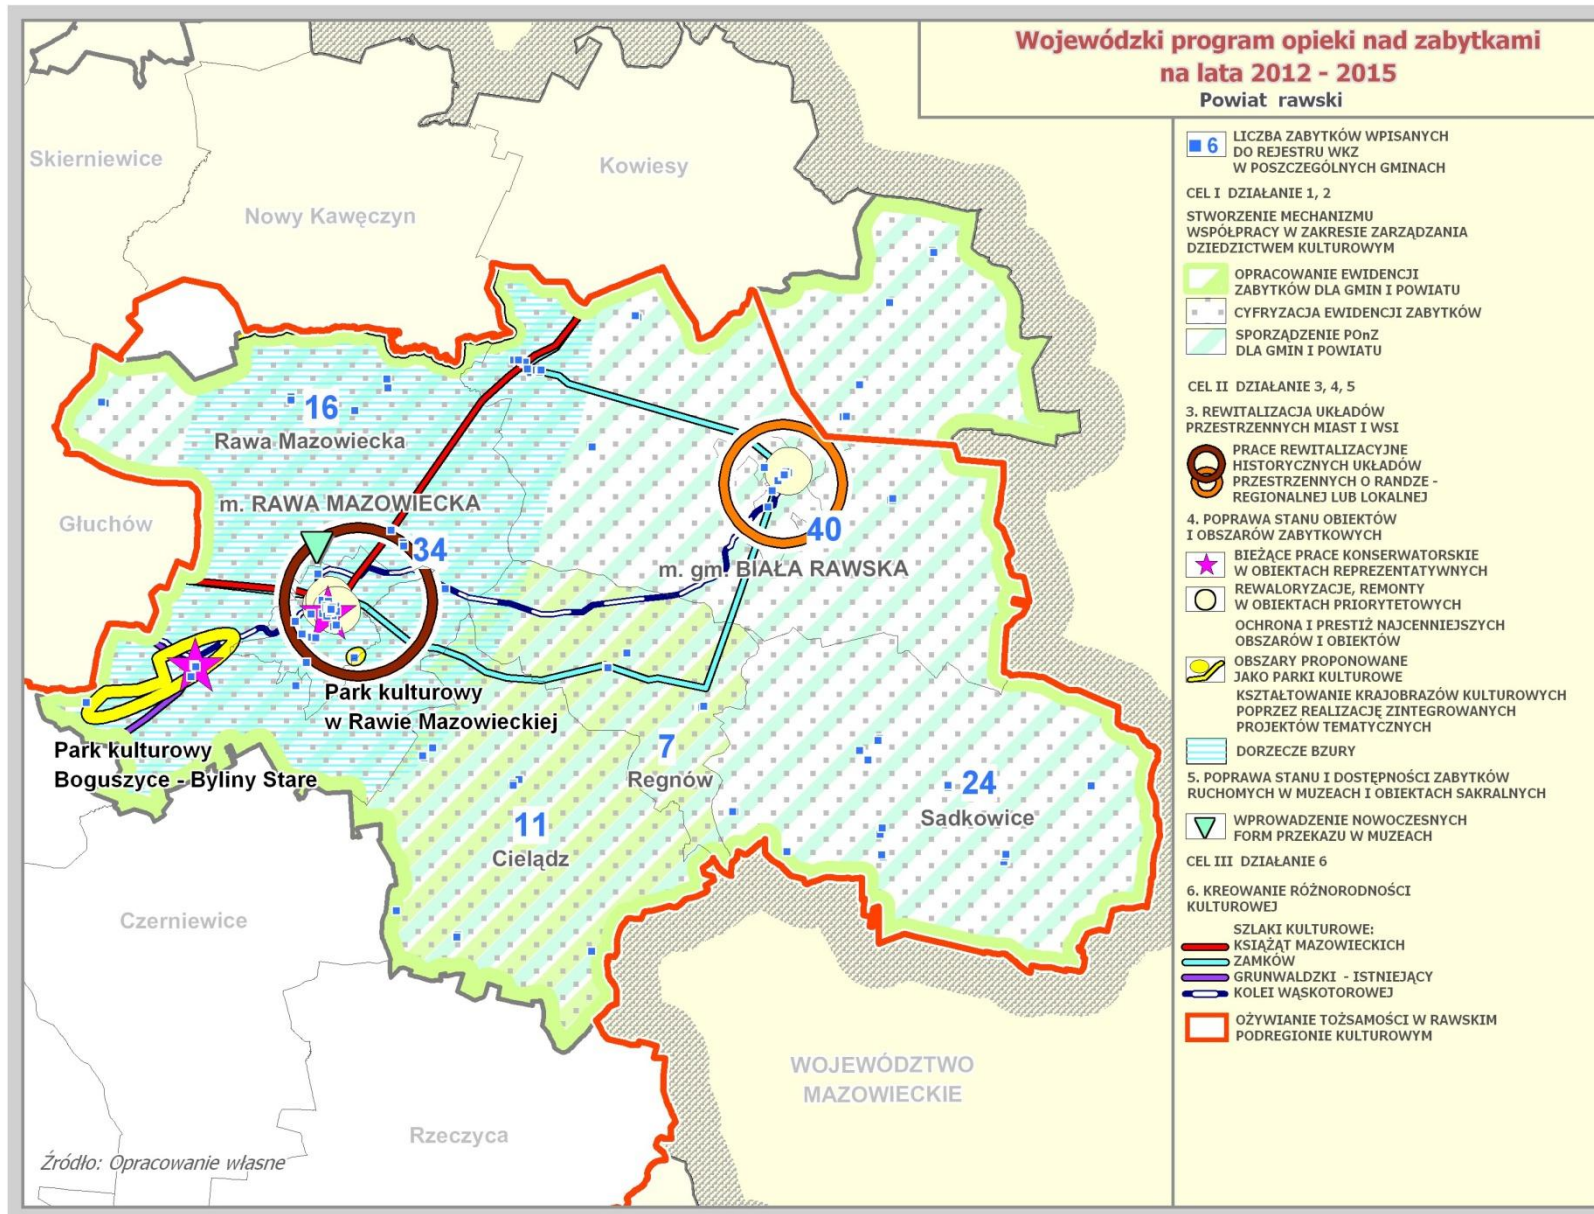 Wojewódzki program opieki nad zabytkami
na lata 2012 - 2015
Powiat rawski
Skierniewice
Kowiesy
Nowy Kawęczyn
16
Rawa Mazowiecka
m. RAWA MAZOWIECKA
Głuchów
34
40
m. gm. BIAŁA RAWSKA
Park kulturowy
w Rawie Mazowieckiej
Park kulturowy
Boguszyce - Byliny Stare
7
Regnów
24
Sadkowice
11
Cielądz
Czerniewice
WOJEWÓDZTWO
MAZOWIECKIE
Rzeczyca
Źródło: Opracowanie własne
6 LICZBA ZABYTKÓW WPISANYCH
DO REJESTRU WKZ
W POSZCZEGÓLNYCH GMINACH
CEL I DZIAŁANIE 1, 2
STWORZENIE MECHANIZMU
WSPÓŁPRACY W ZAKRESIE ZARZĄDZANIA
DZIEDZICTWEM KULTUROWYM
OPRACOWANIE EWIDENCJI
ZABYTKÓW DLA GMIN I POWIATU
CYFRYZACJA EWIDENCJI ZABYTKÓW
SPORZĄDZENIE POnZ
DLA GMIN I POWIATU
CEL II DZIAŁANIE 3, 4, 5
3. REWITALIZACJA UKŁADÓW
PRZESTRZENNYCH MIAST I WSI
PRACE REWITALIZACYJNE
HISTORYCZNYCH UKŁADÓW
PRZESTRZENNYCH O RANDZE -
REGIONALNEJ LUB LOKALNEJ
4. POPRAWA STANU OBIEKTÓW
I OBSZARÓW ZABYTKOWYCH
BIEŻĄCE PRACE KONSERWATORSKIE
W OBIEKTACH REPREZENTATYWNYCH
REWALORYZACJE, REMONTY
W OBIEKTACH PRIORYTETOWYCH
OCHRONA I PRESTIŻ NAJCENNIEJSZYCH
OBSZARÓW I OBIEKTÓW
OBSZARY PROPONOWANE
JAKO PARKI KULTUROWE
KSZTAŁTOWANIE KRAJOBRAZÓW KULTUROWYCH
POPRZEZ REALIZACJĘ ZINTEGROWANYCH
PROJEKTÓW TEMATYCZNYCH
DORZECZE BZURY
5. POPRAWA STANU I DOSTĘPNOŚCI ZABYTKÓW
RUCHOMYCH W MUZEACH I OBIEKTACH SAKRALNYCH
WPROWADZENIE NOWOCZESNYCH
FORM PRZEKAZU W MUZEACH
CEL III DZIAŁANIE 6
6. KREOWANIE RÓŻNORODNOŚCI
KULTUROWEJ
SZLAKI KULTUROWE:
KSIĄŻĄT MAZOWIECKICH
ZAMKÓW
GRUNWALDZKI - ISTNIEJĄCY
KOLEI WĄSKOTOROWEJ
OŻYWIANIE TOŻSAMOŚCI W RAWSKIM
PODREGIONIE KULTUROWYM